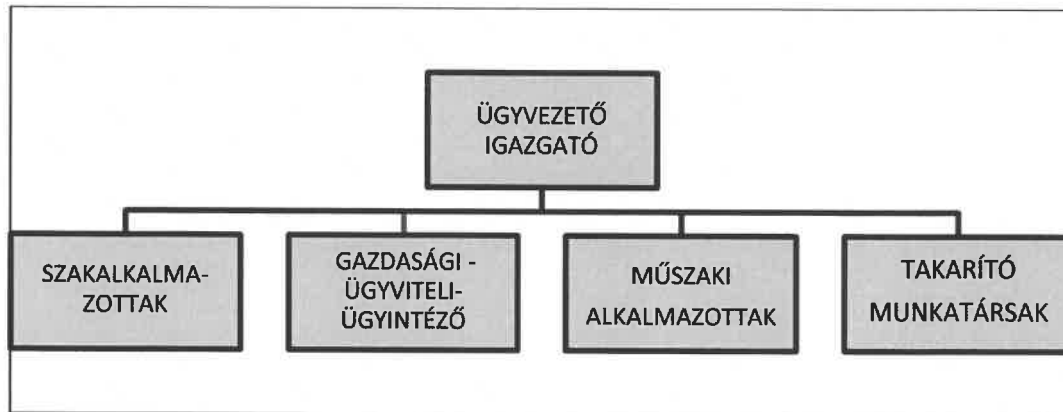 ÜGYVEZETŐ
IGAZGATÓ
SZAKALKALMA-
ZOTTAK
GAZDASÁGI -
ÜGYVITELI-
ÜGYINTÉZŐ
MŰSZAKI
ALKALMAZOTTAK
TAKARÍTÓ
MUNKATÁRSAK